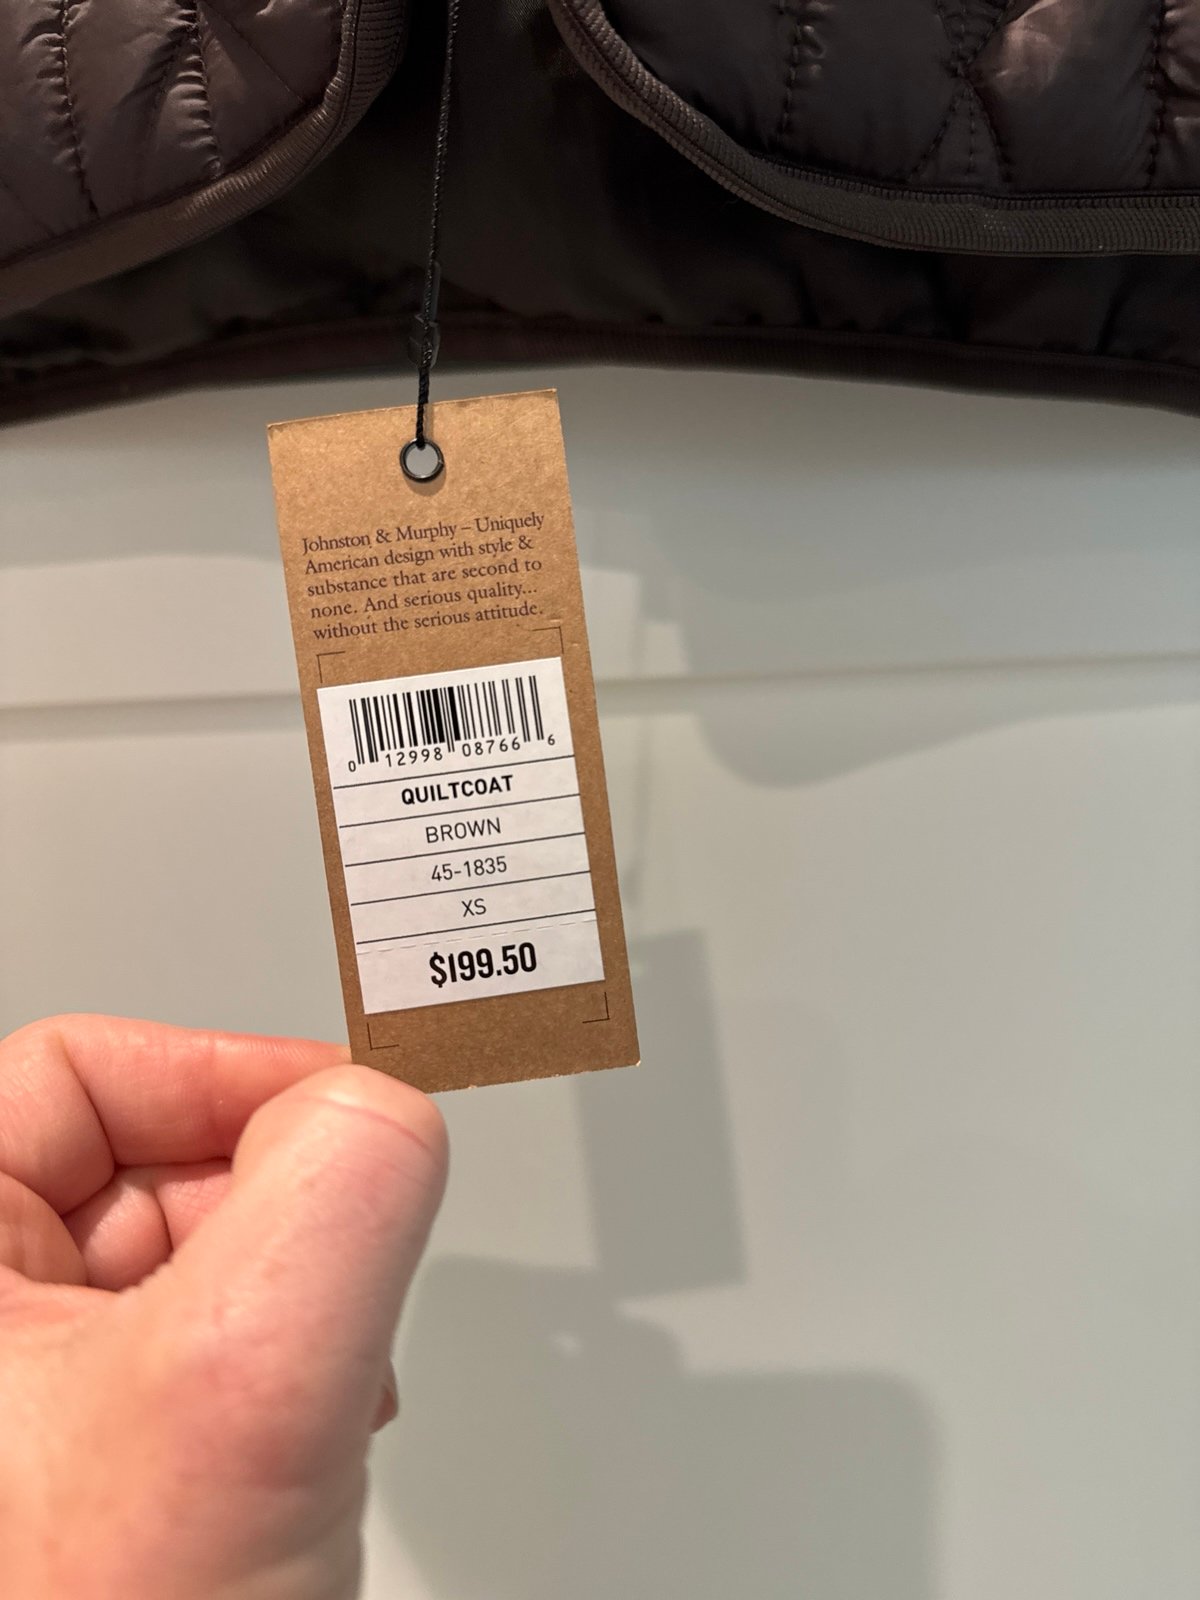 Johnston & Murphy – Uniquely
American design with style &
substance that are second to
none. And serious quality...
without the serious attitude.
0 12998 08766 6
QUILTCOAT
BROWN
45-1835
XS
$199.50